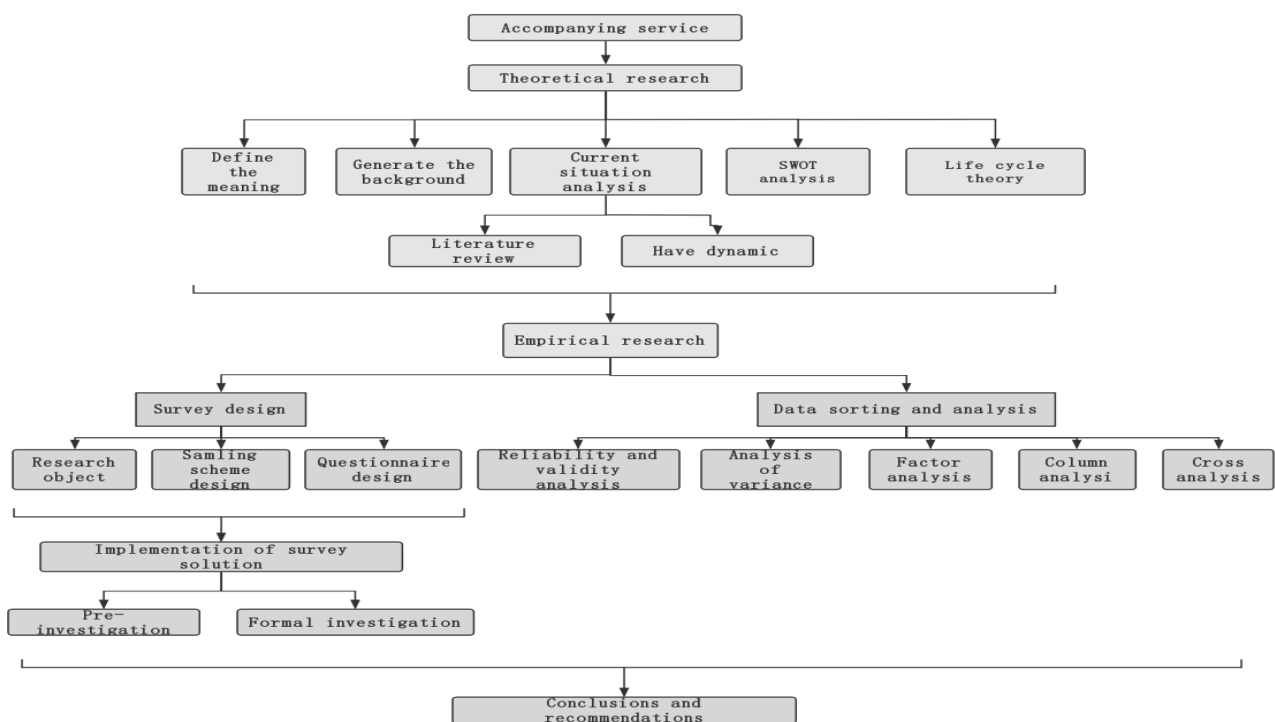 Accompanying service
Theoretical research
Define
the
meaning
Generate the
background
Current
situation
analysis
SWOT
analysis
Life cycle
theory
Literature
review
Have dynamic
Empirical research
Survey design
Data sorting and analysis
Research
object
Samling
scheme
design
Questionnaire
design
Reliability and
validity
analysis
Analysis
of
variance
Factor
analysis
Column
analysi
Cross
analysis
Implementation of survey
solution
Pre-
investigation
Formal investigation
Conclusions and
recommendations